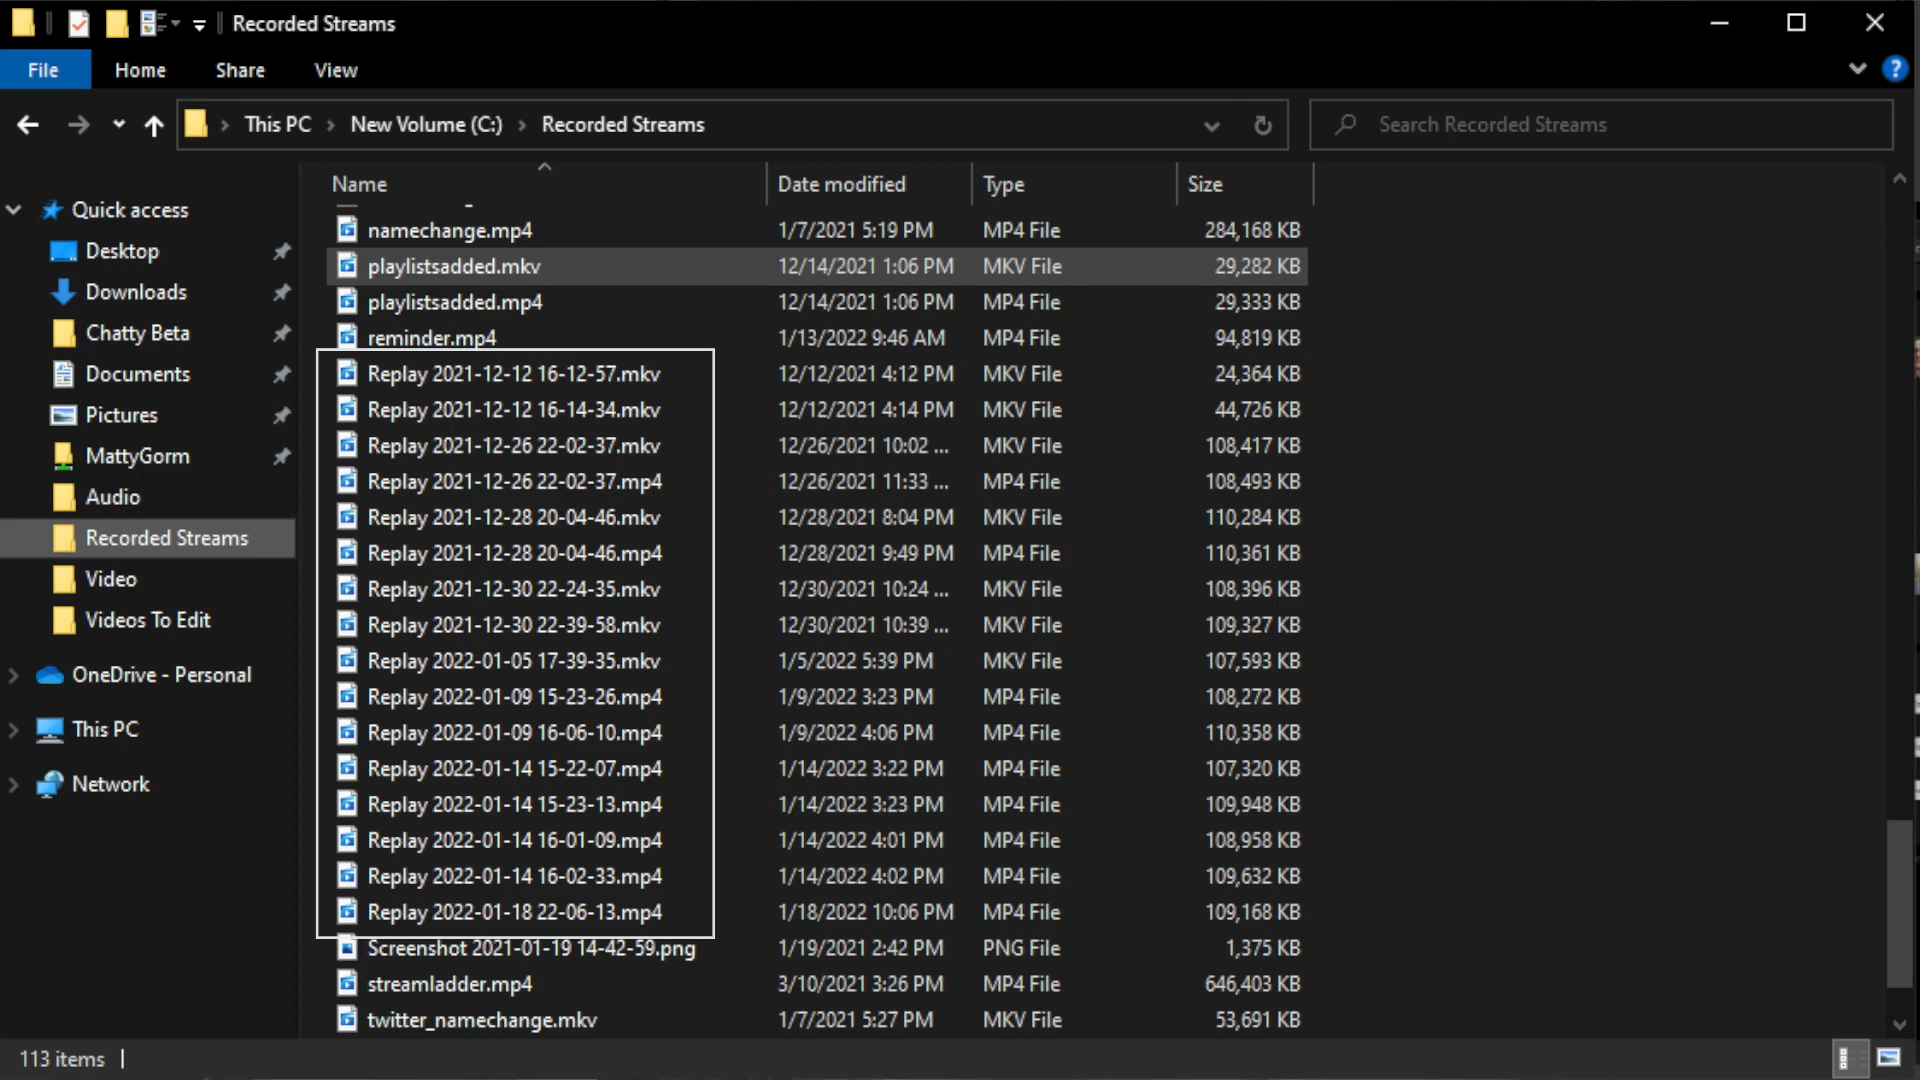 Recorded Streams
File Home Share View ?
This PC > New Volume (C:) > Recorded Streams Search Recorded Streams
Name Date modified Type Size
Quick access
Desktop
Downloads
Chatty Beta
Documents
Pictures
MattyGorm
Audio
Recorded Streams
Video
Videos To Edit
OneDrive - Personal
This PC
Network
namechange.mp4 1/7/2021 5:19 PM MP4 File 284,168 KB
playlistsadded.mkv 12/14/2021 1:06 PM MKV File 29,282 KB
playlistsadded.mp4 12/14/2021 1:06 PM MP4 File 29,333 KB
reminder.mp4 1/13/2022 9:46 AM MP4 File 94,819 KB
Replay 2021-12-12 16-12-57.mkv 12/12/2021 4:12 PM MKV File 24,364 KB
Replay 2021-12-12 16-14-34.mkv 12/12/2021 4:14 PM MKV File 44,726 KB
Replay 2021-12-26 22-02-37.mkv 12/26/2021 10:02 ... MKV File 108,417 KB
Replay 2021-12-26 22-02-37.mp4 12/26/2021 11:33 ... MP4 File 108,493 KB
Replay 2021-12-28 20-04-46.mkv 12/28/2021 8:04 PM MKV File 110,284 KB
Replay 2021-12-28 20-04-46.mp4 12/28/2021 9:49 PM MP4 File 110,361 KB
Replay 2021-12-30 22-24-35.mkv 12/30/2021 10:24 ... MKV File 108,396 KB
Replay 2021-12-30 22-39-58.mkv 12/30/2021 10:39 ... MKV File 109,327 KB
Replay 2022-01-05 17-39-35.mkv 1/5/2022 5:39 PM MKV File 107,593 KB
Replay 2022-01-09 15-23-26.mp4 1/9/2022 3:23 PM MP4 File 108,272 KB
Replay 2022-01-09 16-06-10.mp4 1/9/2022 4:06 PM MP4 File 110,358 KB
Replay 2022-01-14 15-22-07.mp4 1/14/2022 3:22 PM MP4 File 107,320 KB
Replay 2022-01-14 15-23-13.mp4 1/14/2022 3:23 PM MP4 File 109,948 KB
Replay 2022-01-14 16-01-09.mp4 1/14/2022 4:01 PM MP4 File 108,958 KB
Replay 2022-01-14 16-02-33.mp4 1/14/2022 4:02 PM MP4 File 109,632 KB
Replay 2022-01-18 22-06-13.mp4 1/18/2022 10:06 PM MP4 File 109,168 KB
Screenshot 2021-01-19 14-42-59.png 1/19/2021 2:42 PM PNG File 1,375 KB
streamladder.mp4 3/10/2021 3:26 PM MP4 File 646,403 KB
twitter_namechange.mkv 1/7/2021 5:27 PM MKV File 53,691 KB
113 items